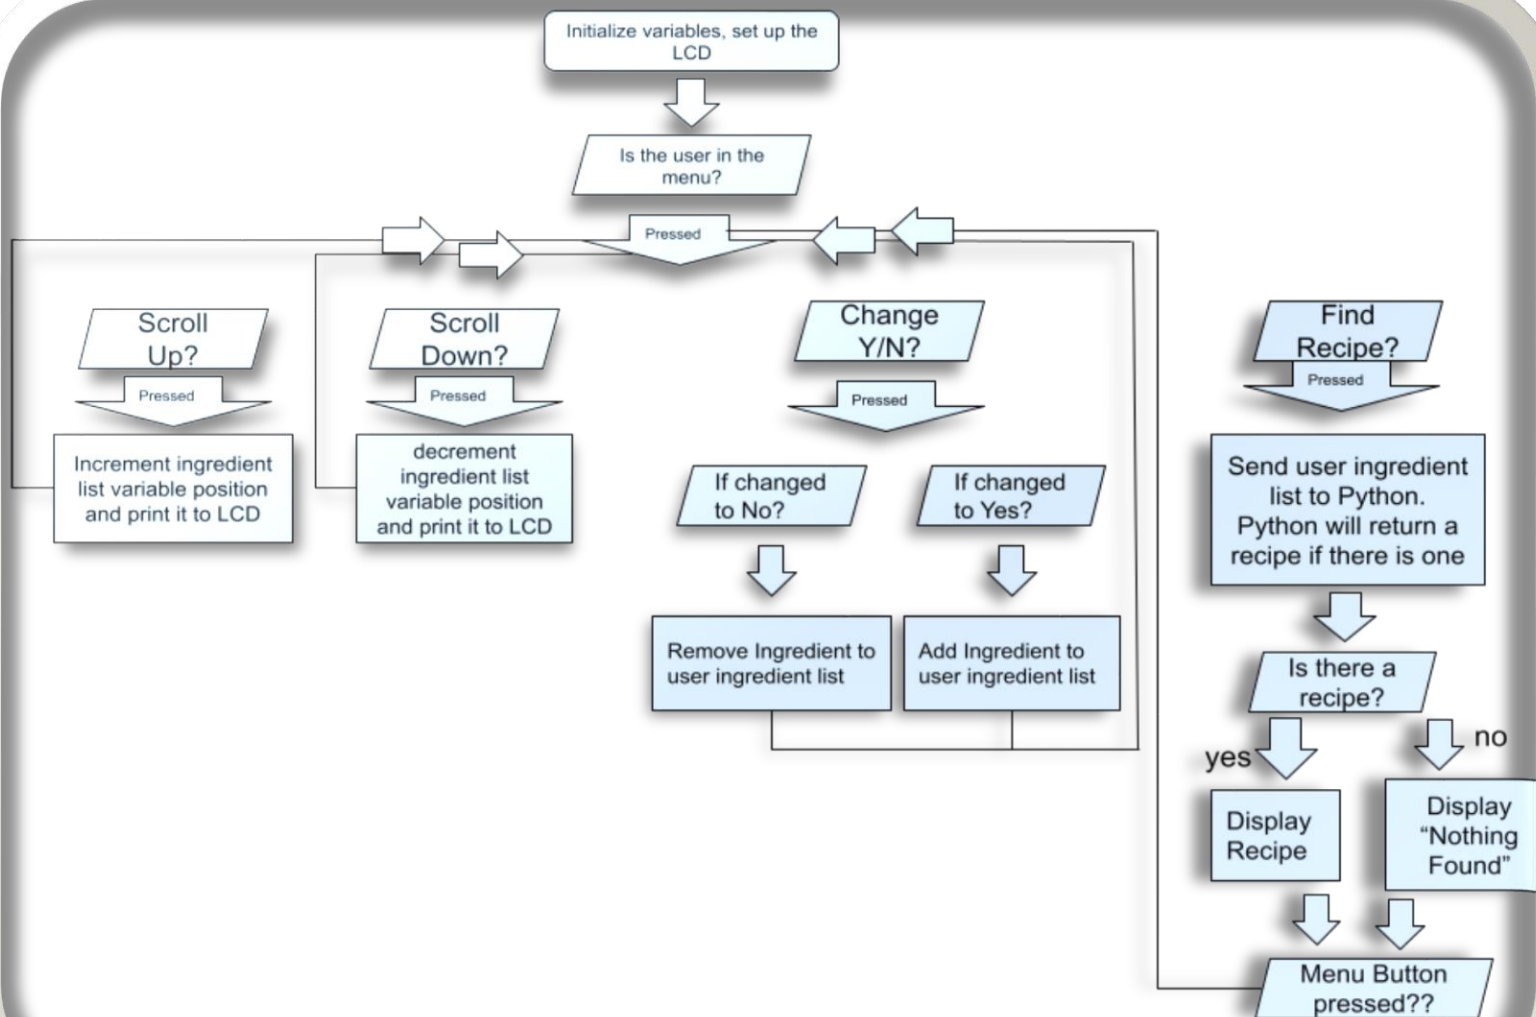 Initialize variables, set up the
LCD
Is the user in the
menu?
Pressed
Scroll
Up?
Pressed
Increment ingredient
list variable position
and print it to LCD
Scroll
Down?
Pressed
decrement
ingredient list
variable position
and print it to LCD
Change
Y/N?
Pressed
If changed
to No?
If changed
to Yes?
Remove Ingredient to
user ingredient list
Add Ingredient to
user ingredient list
Find
Recipe?
Pressed
Send user ingredient
list to Python.
Python will return a
recipe if there is one
Is there a
recipe?
yes
no
Display
Recipe
Display
“Nothing
Found”
Menu Button
pressed??